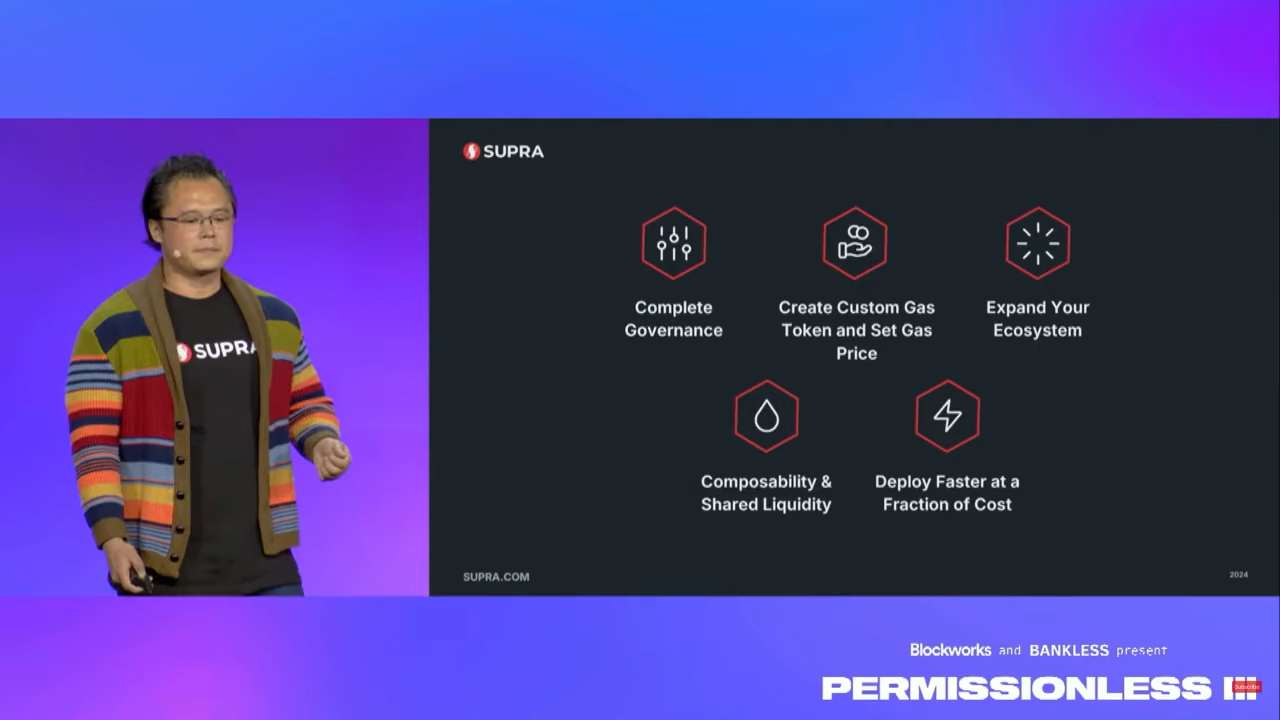 SUPRA
SUPRA
Complete
Governance
Create Custom Gas
Token and Set Gas
Price
Expand Your
Ecosystem
Composability &
Shared Liquidity
Deploy Faster at a
Fraction of Cost
SUPRA.COM
2024
Blockworks and BANKLESS present
PERMISSIONLESS III
Subscribe